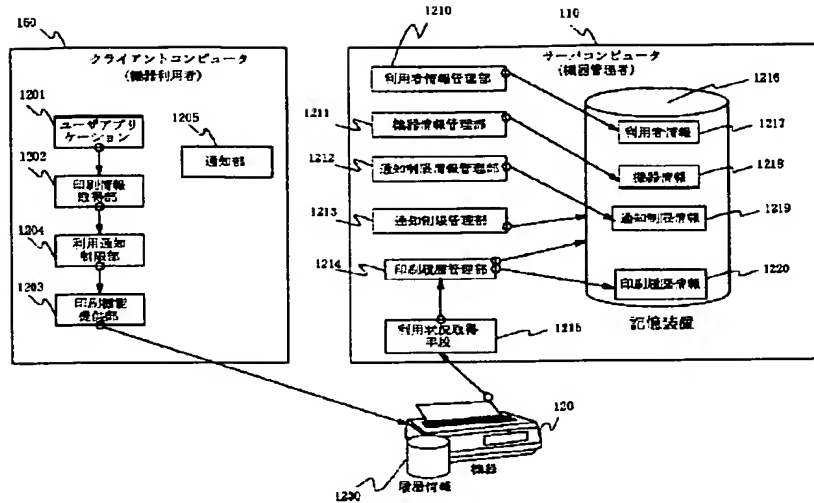 160
クライアントコンピュータ
(機器利用者)
1201
ユーザアプリ
ケーション
1205
通知部
1202
印刷情報
取得部
1204
利用通知
制限部
1203
印刷機能
提供部
1210
110
サーバコンピュータ
(機器管理者)
利用者情報管理部
1216
1211
機器情報管理部
利用者情報
1217
1212
通知制限情報管理部
機器情報
1218
1213
通知制限管理部
通知制限情報
1219
1214
印刷履歴管理部
印刷履歴情報
1220
記憶装置
利用状況取得
手段
1215
120
機器
履歴情報
1230